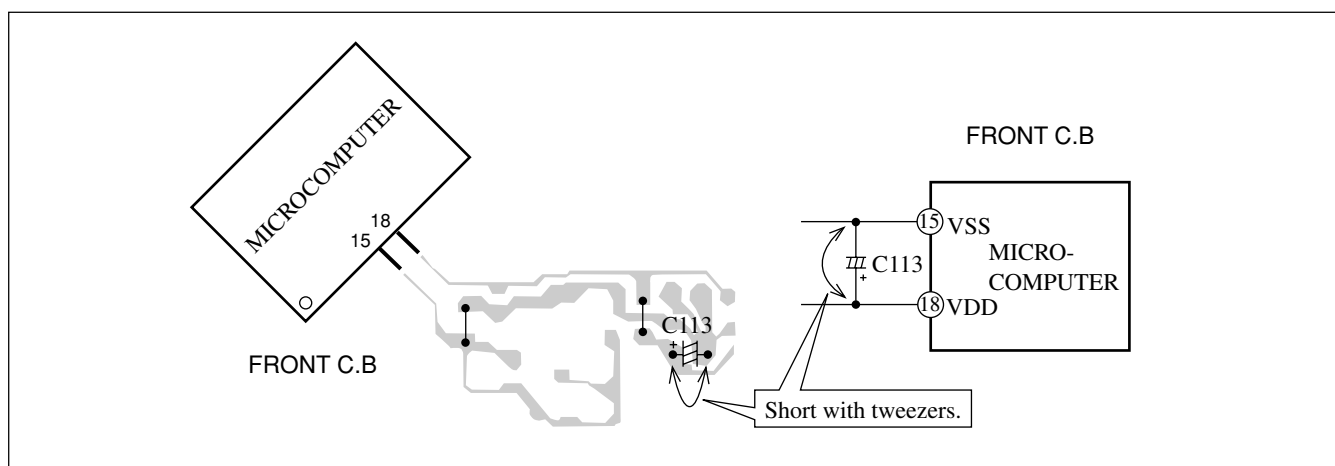 MICROCOMPUTER
18
15
FRONT C.B
C113
+
FRONT C.B
15 VSS
C113
+
MICRO-
COMPUTER
18 VDD
Short with tweezers.